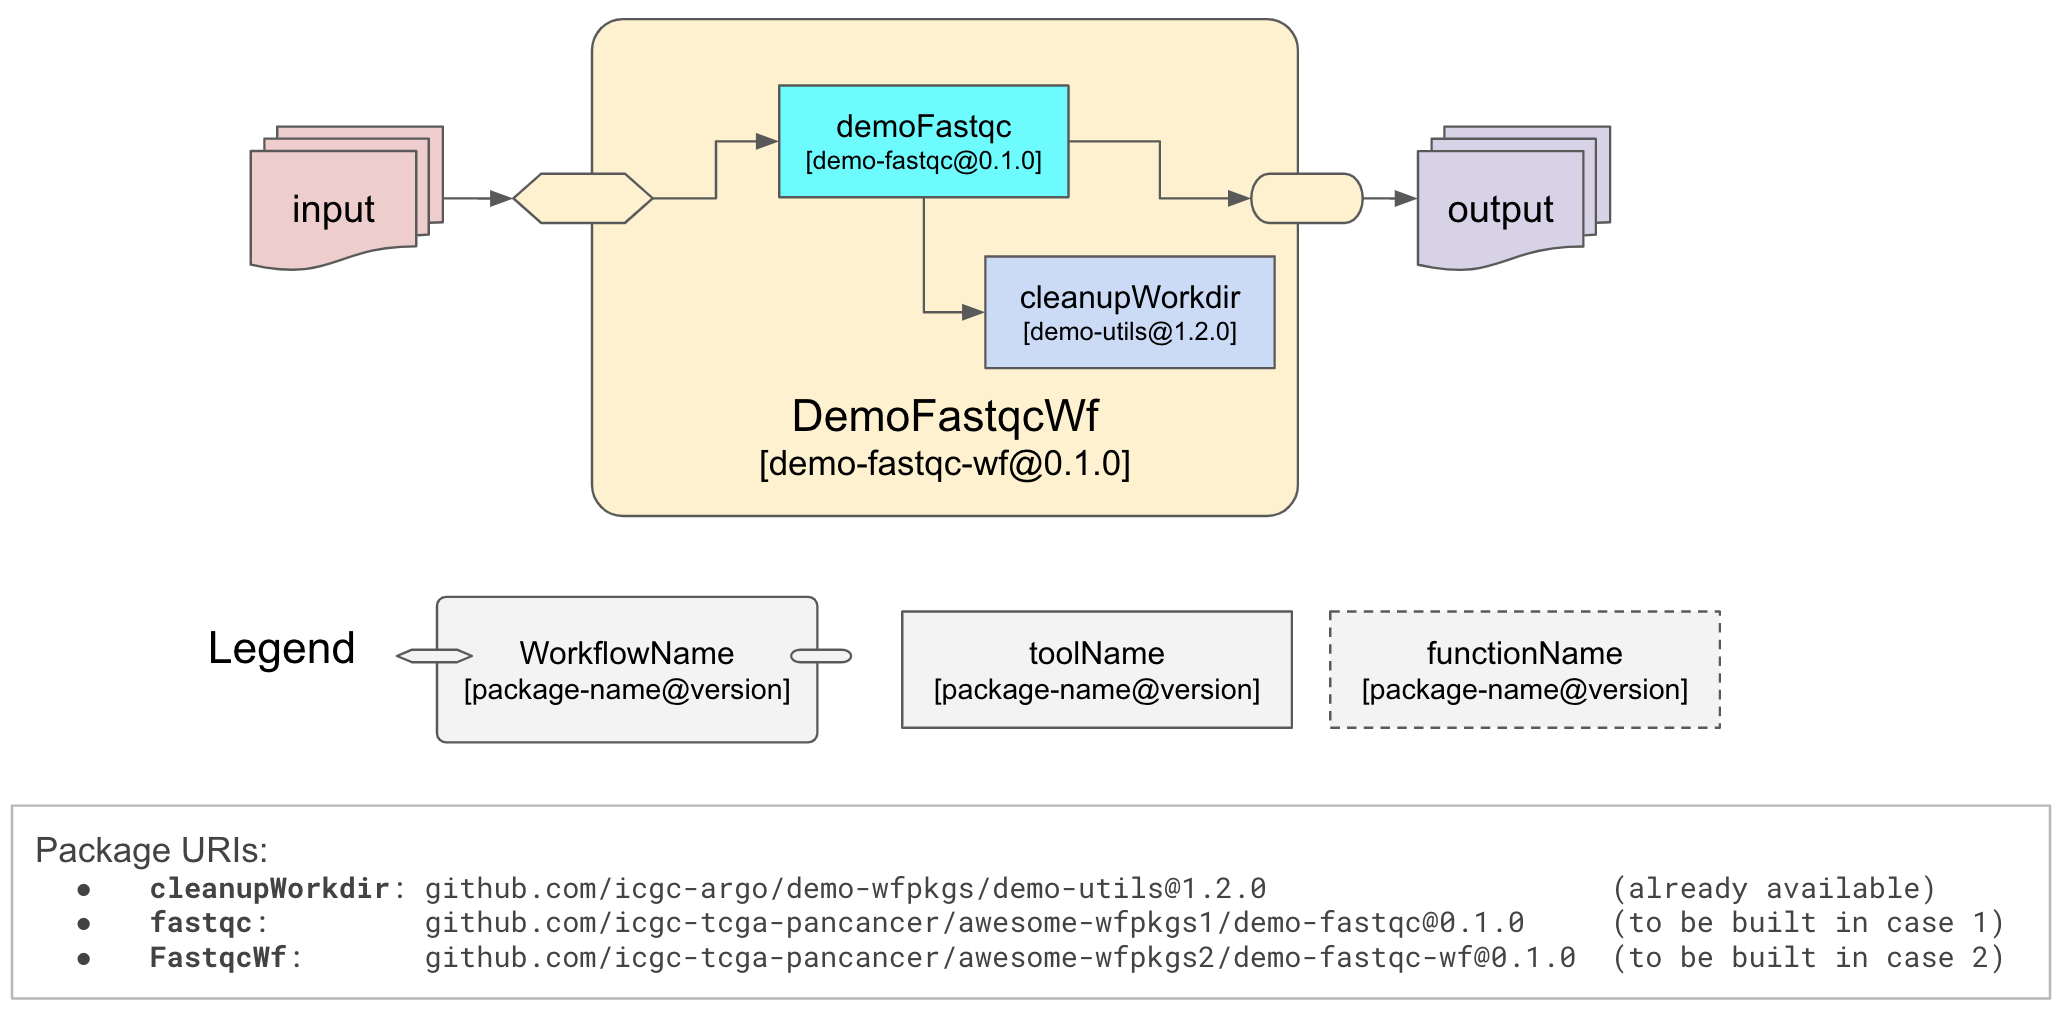 demoFastqc
[demo-fastqc@0.1.0]
input
output
cleanupWorkdir
[demo-utils@1.2.0]
DemoFastqcWf
[demo-fastqc-wf@0.1.0]
Legend
WorkflowName
[package-name@version]
toolName
[package-name@version]
functionName
[package-name@version]
Package URIs:
● cleanupWorkdir: github.com/icgc-argo/demo-wfpkgs/demo-utils@1.2.0 (already available)
● fastqc: github.com/icgc-tcga-pancancer/awesome-wfpkgs1/demo-fastqc@0.1.0 (to be built in case 1)
● FastqcWf: github.com/icgc-tcga-pancancer/awesome-wfpkgs2/demo-fastqc-wf@0.1.0 (to be built in case 2)